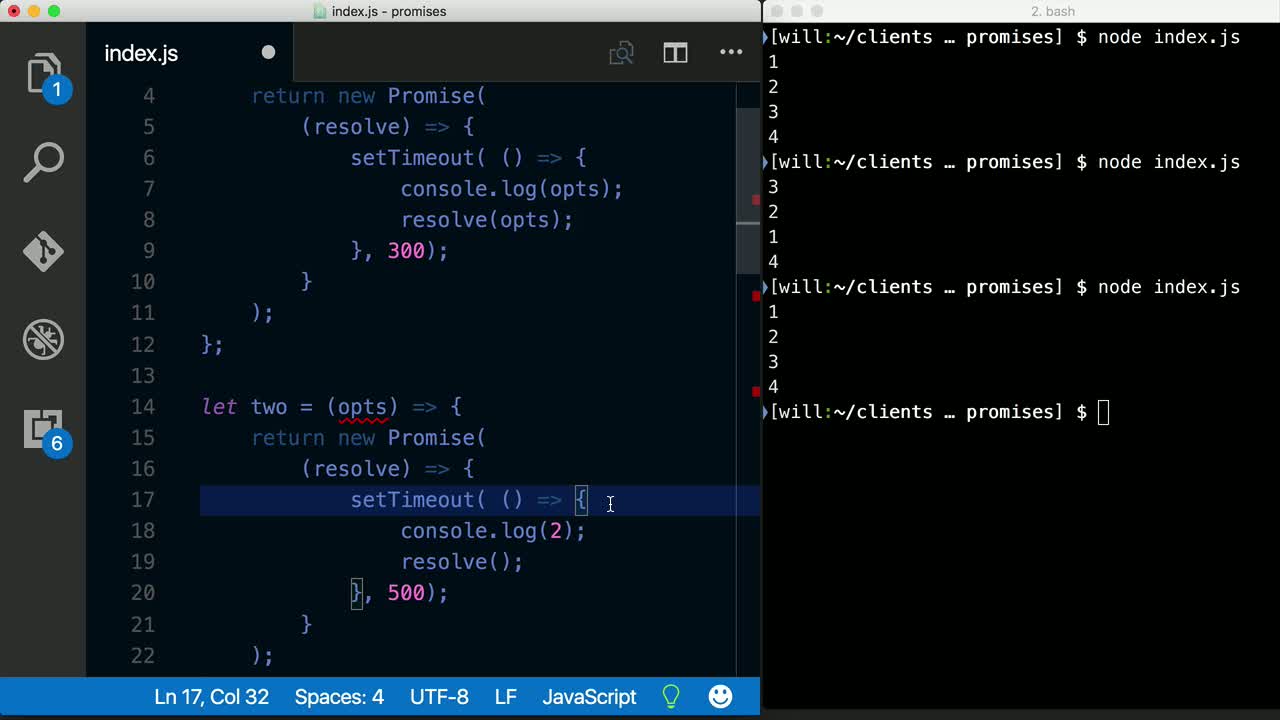 index.js - promises
index.js
1
6
4 return new Promise(
5 (resolve) => {
6 setTimeout( () => {
7 console.log(opts);
8 resolve(opts);
9 }, 300);
10 }
11 );
12 };
13
14 let two = (opts) => {
15 return new Promise(
16 (resolve) => {
17 setTimeout( () => {
18 console.log(2);
19 resolve();
20 }, 500);
21 }
22 );
Ln 17, Col 32 Spaces: 4 UTF-8 LF JavaScript
2. bash
[will:~/clients … promises] $ node index.js
1
2
3
4
[will:~/clients … promises] $ node index.js
3
2
1
4
[will:~/clients … promises] $ node index.js
1
2
3
4
[will:~/clients … promises] $